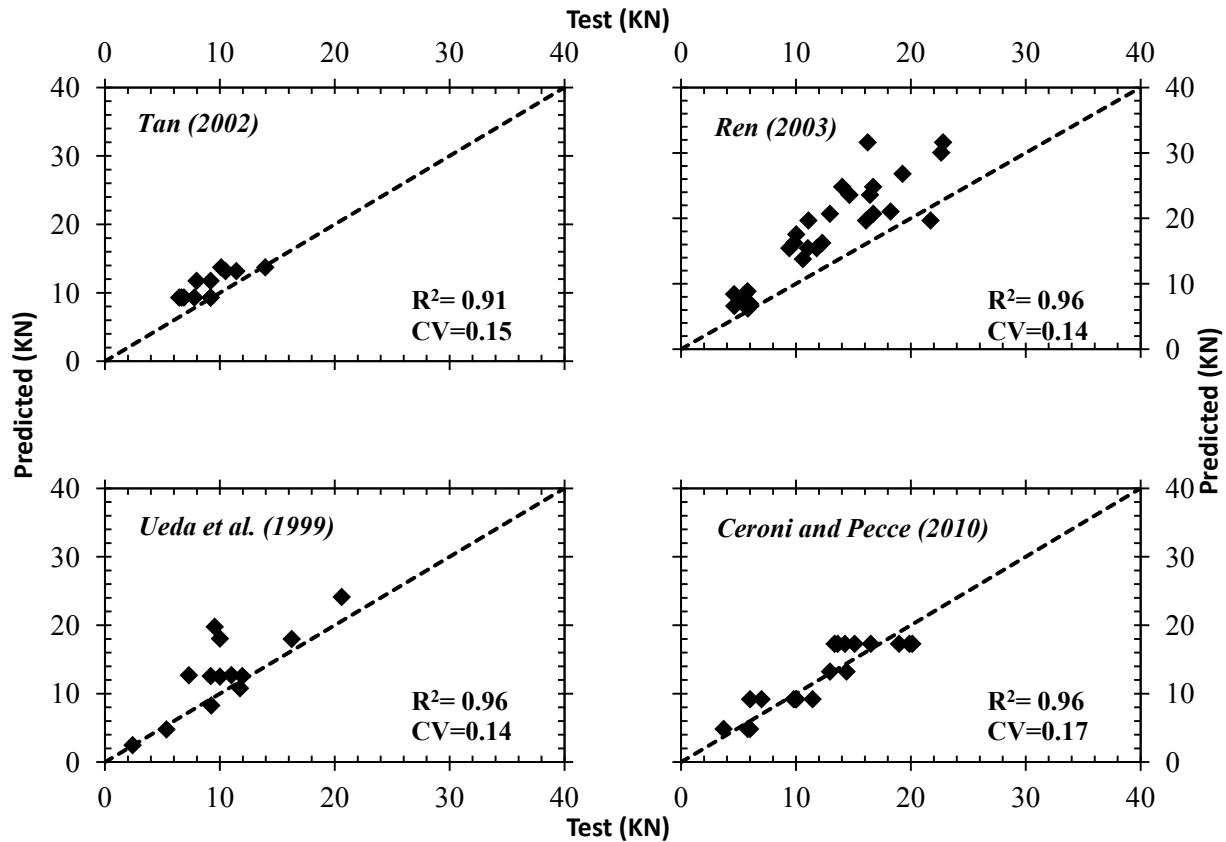 Test (KN)
0 10 20 30 40
0 10 20 30 40
40
30
20
10
0
Tan (2002)
R²= 0.91
CV=0.15
Ren (2003)
R²= 0.96
CV=0.14
40
30
20
10
0
Predicted (KN)
Predicted (KN)
40
30
20
10
0
Ueda et al. (1999)
R²= 0.96
CV=0.14
Ceroni and Pecce (2010)
R²= 0.96
CV=0.17
40
30
20
10
0
0 10 20 30 40
0 10 20 30 40
Test (KN)